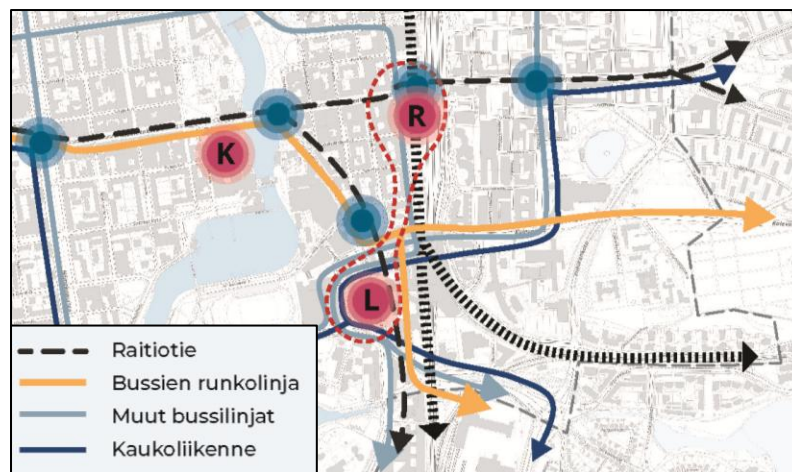 R
K
L
Raitiotie
Bussien runkolinja
Muut bussilinjat
Kaukoliikenne